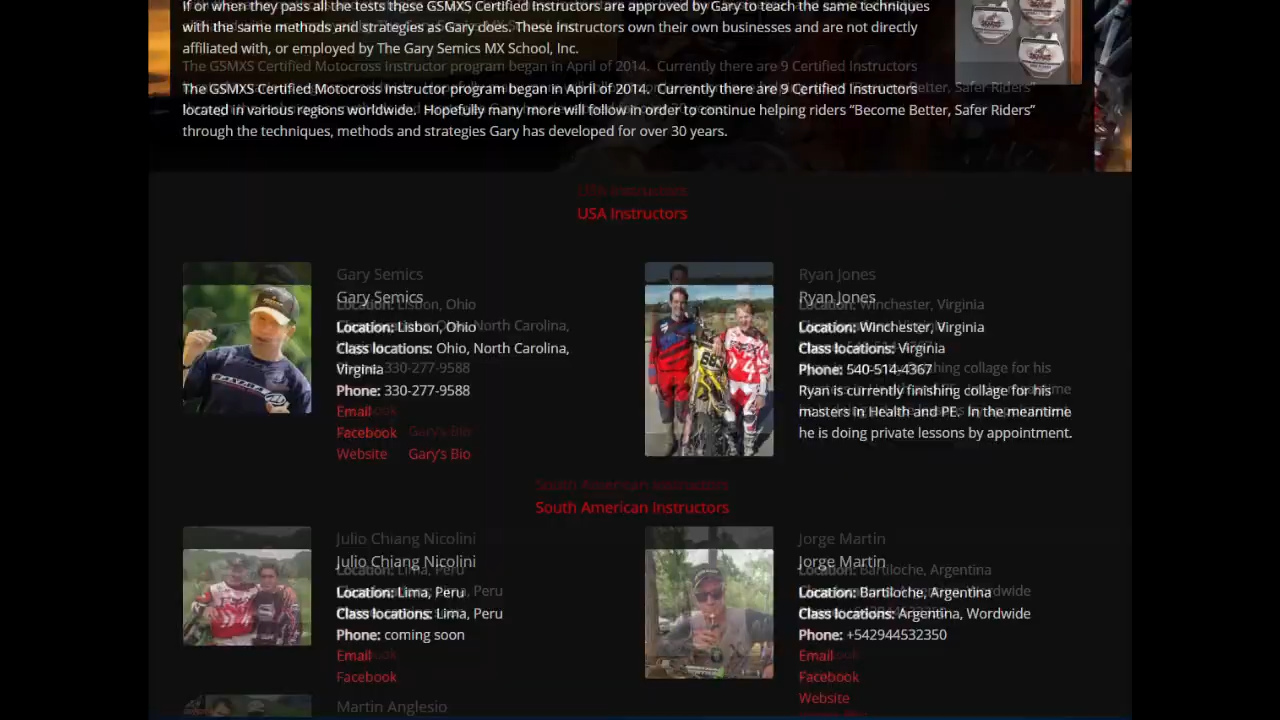 If or when they pass all the tests these GSMXS Certified Instructors are approved by Gary to teach the same techniques
with the same methods and strategies as Gary does. These Instructors own their own businesses and are not directly
affiliated with, or employed by The Gary Semics MX School, Inc.
The GSMXS Certified Motocross Instructor program began in April of 2014. Currently there are 9 Certified Instructors
located in various regions worldwide. Hopefully many more will follow in order to continue helping riders “Become Better, Safer Riders”
through the techniques, methods and strategies Gary has developed for over 30 years.
USA Instructors
Gary Semics
Location: Lisbon, Ohio
Class locations: Ohio, North Carolina,
Virginia
Phone: 330-277-9588
Email
Facebook
Website Gary’s Bio
Ryan Jones
Location: Winchester, Virginia
Class locations: Virginia
Phone: 540-514-4367
Ryan is currently finishing collage for his
masters in Health and PE. In the meantime
he is doing private lessons by appointment.
South American Instructors
Julio Chiang Nicolini
Location: Lima, Peru
Class locations: Lima, Peru
Phone: coming soon
Email
Facebook
Jorge Martin
Location: Bariloche, Argentina
Class locations: Argentina, Wordwide
Phone: +542944532350
Email
Facebook
Website
Martin Anglesio